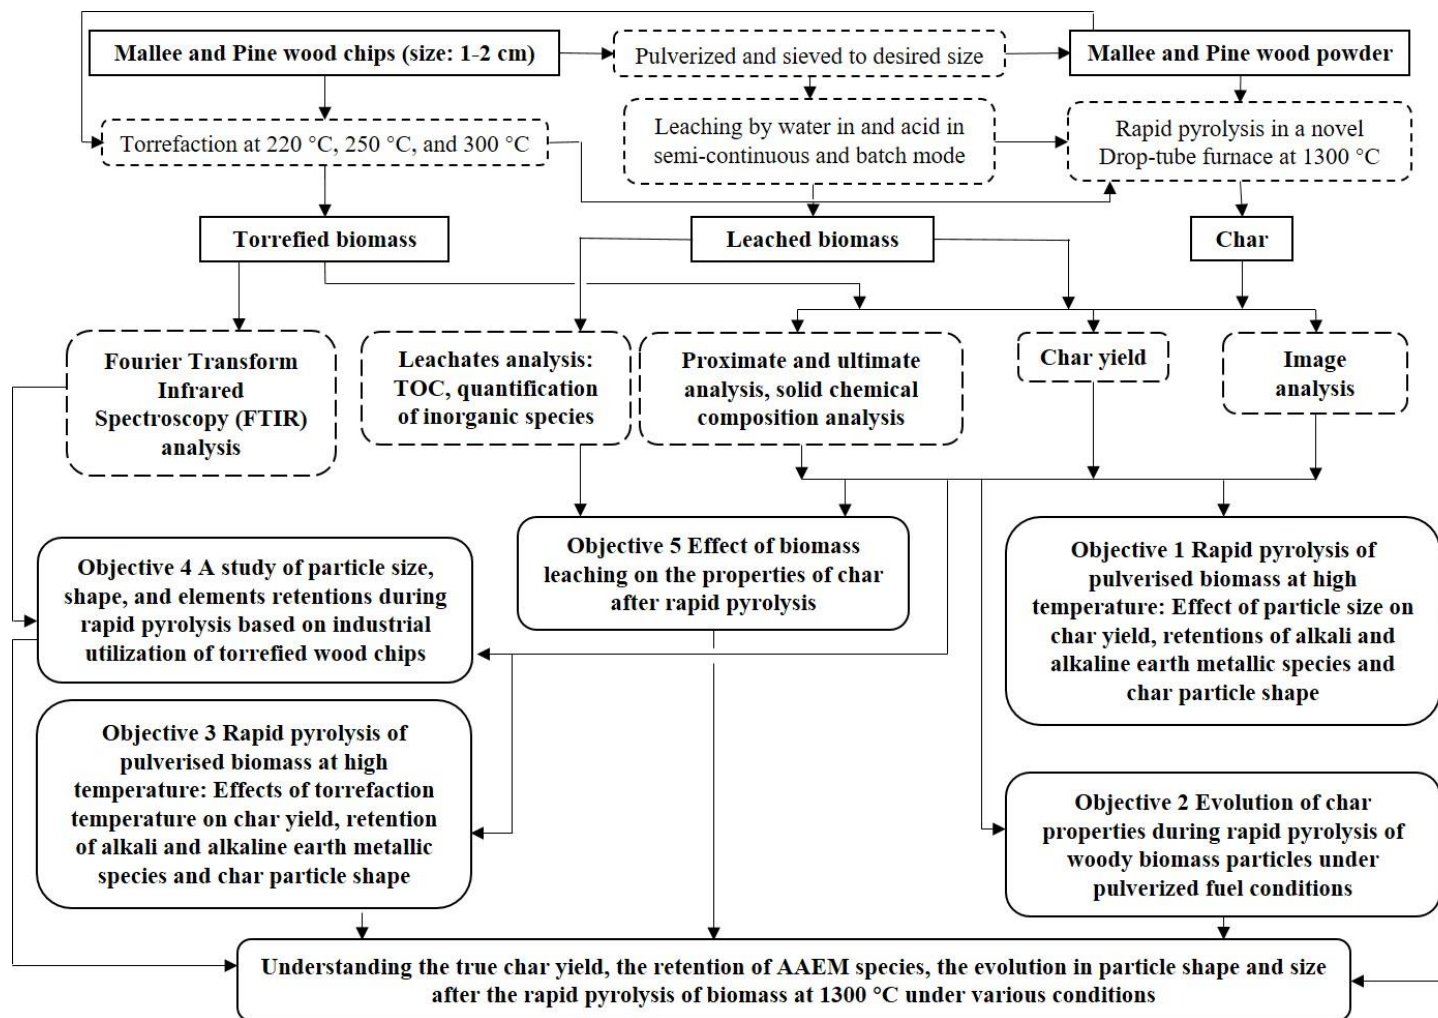 Mallee and Pine wood chips (size: 1-2 cm)
Pulverized and sieved to desired size
Mallee and Pine wood powder
Torrefaction at 220 °C, 250 °C, and 300 °C
Leaching by water in and acid in
semi-continuous and batch mode
Rapid pyrolysis in a novel
Drop-tube furnace at 1300 °C
Torrefied biomass
Leached biomass
Char
Fourier Transform
Infrared
Spectroscopy (FTIR)
analysis
Leachates analysis:
TOC, quantification
of inorganic species
Proximate and ultimate
analysis, solid chemical
composition analysis
Char yield
Image
analysis
Objective 4 A study of particle size,
shape, and elements retentions during
rapid pyrolysis based on industrial
utilization of torrefied wood chips
Objective 5 Effect of biomass
leaching on the properties of char
after rapid pyrolysis
Objective 1 Rapid pyrolysis of
pulverised biomass at high
temperature: Effect of particle size on
char yield, retentions of alkali and
alkaline earth metallic species and
char particle shape
Objective 3 Rapid pyrolysis of
pulverised biomass at high
temperature: Effects of torrefaction
temperature on char yield, retention
of alkali and alkaline earth metallic
species and char particle shape
Objective 2 Evolution of char
properties during rapid pyrolysis of
woody biomass particles under
pulverized fuel conditions
Understanding the true char yield, the retention of AAEM species, the evolution in particle shape and size
after the rapid pyrolysis of biomass at 1300 °C under various conditions